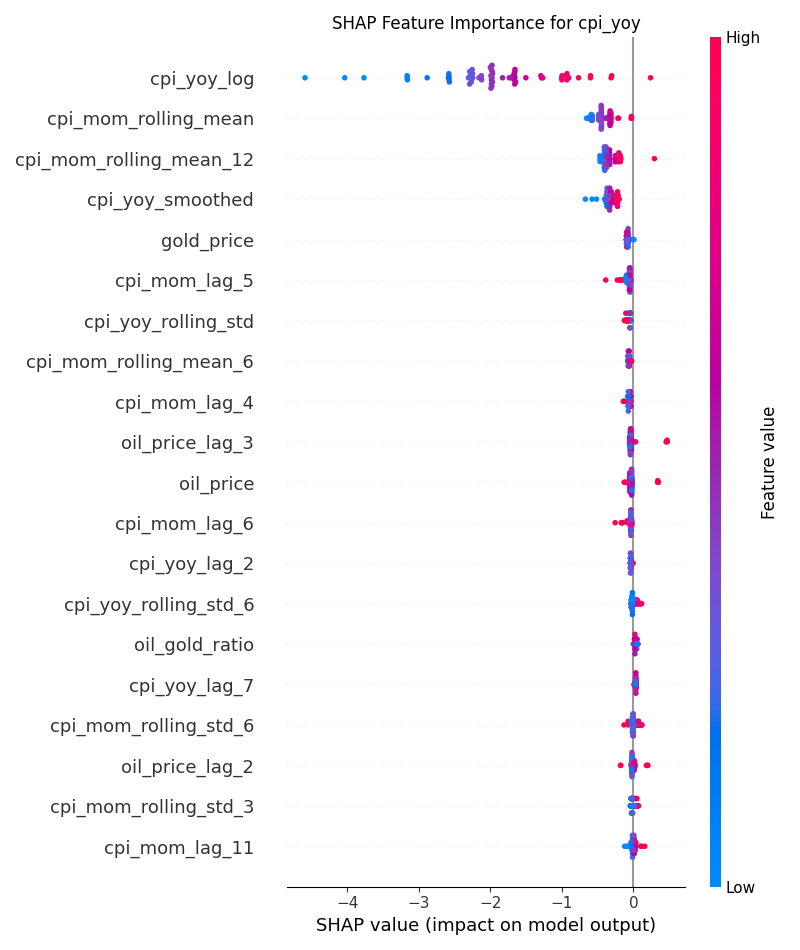 SHAP Feature Importance for cpi_yoy
High
cpi_yoy_log
cpi_mom_rolling_mean
cpi_mom_rolling_mean_12
cpi_yoy_smoothed
gold_price
cpi_mom_lag_5
cpi_yoy_rolling_std
cpi_mom_rolling_mean_6
cpi_mom_lag_4
oil_price_lag_3
oil_price
cpi_mom_lag_6
cpi_yoy_lag_2
cpi_yoy_rolling_std_6
oil_gold_ratio
cpi_yoy_lag_7
cpi_mom_rolling_std_6
oil_price_lag_2
cpi_mom_rolling_std_3
cpi_mom_lag_11
Feature value
Low
−4 −3 −2 −1 0
SHAP value (impact on model output)